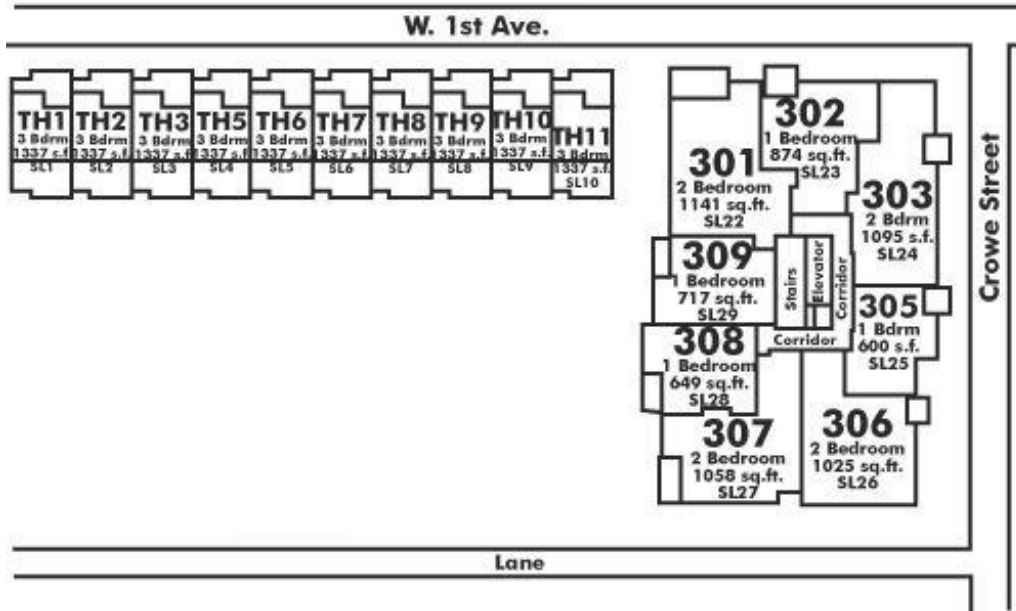 W. 1st Ave.
TH1
3 Bdrm
1337 s.f.
SL1
TH2
3 Bdrm
1337 s.f.
SL2
TH3
3 Bdrm
1337 s.f.
SL3
TH5
3 Bdrm
1337 s.f.
SL4
TH6
3 Bdrm
1337 s.f.
SL5
TH7
3 Bdrm
1337 s.f.
SL6
TH8
3 Bdrm
1337 s.f.
SL7
TH9
3 Bdrm
1337 s.f.
SL8
TH10
3 Bdrm
1337 s.f.
SL9
TH11
3 Bdrm
1337 s.f.
SL10
301
2 Bedroom
1141 sq.ft.
SL22
302
1 Bedroom
874 sq.ft.
SL23
303
2 Bdrm
1095 s.f.
SL24
309
1 Bedroom
717 sq.ft.
SL29
Stairs
Elevator
Corridor
Corridor
305
1 Bdrm
600 s.f.
SL25
308
1 Bedroom
649 sq.ft.
SL28
307
2 Bedroom
1058 sq.ft.
SL27
306
2 Bedroom
1025 sq.ft.
SL26
Crowe Street
Lane